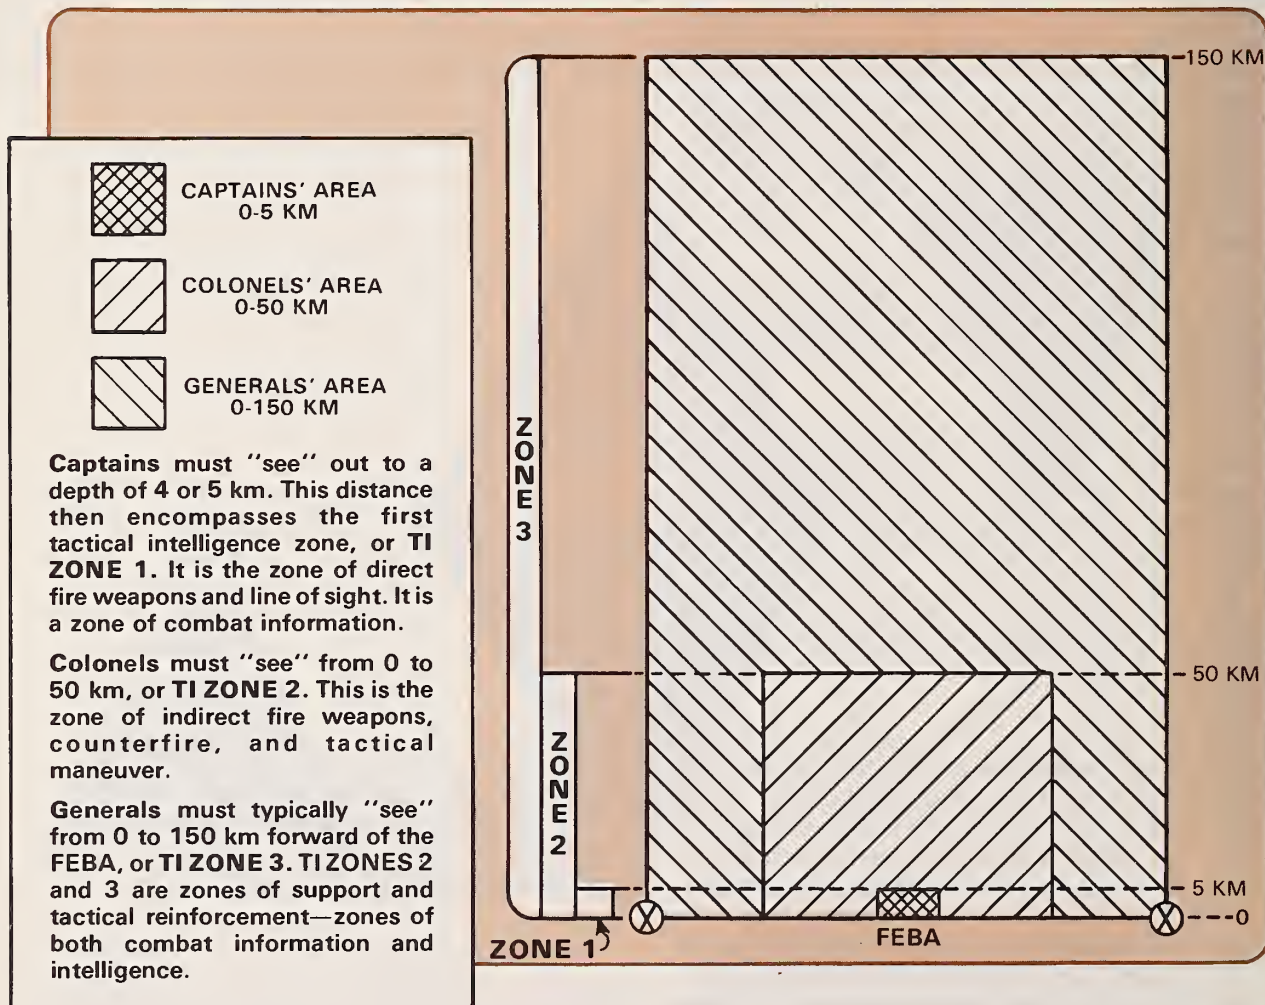 CAPTAINS' AREA
0-5 KM
COLONELS' AREA
0-50 KM
GENERALS' AREA
0-150 KM
Captains must "see" out to a
depth of 4 or 5 km. This distance
then encompasses the first
tactical intelligence zone, or TI
ZONE 1. It is the zone of direct
fire weapons and line of sight. It is
a zone of combat information.
Colonels must "see" from 0 to
50 km, or TI ZONE 2. This is the
zone of indirect fire weapons,
counterfire, and tactical
maneuver.
Generals must typically "see"
from 0 to 150 km forward of the
FEBA, or TI ZONE 3. TI ZONES 2
and 3 are zones of support and
tactical reinforcement—zones of
both combat information and
intelligence.
ZONE 3
ZONE 2
ZONE 1
150 KM
50 KM
5 KM
0
X
X
FEBA